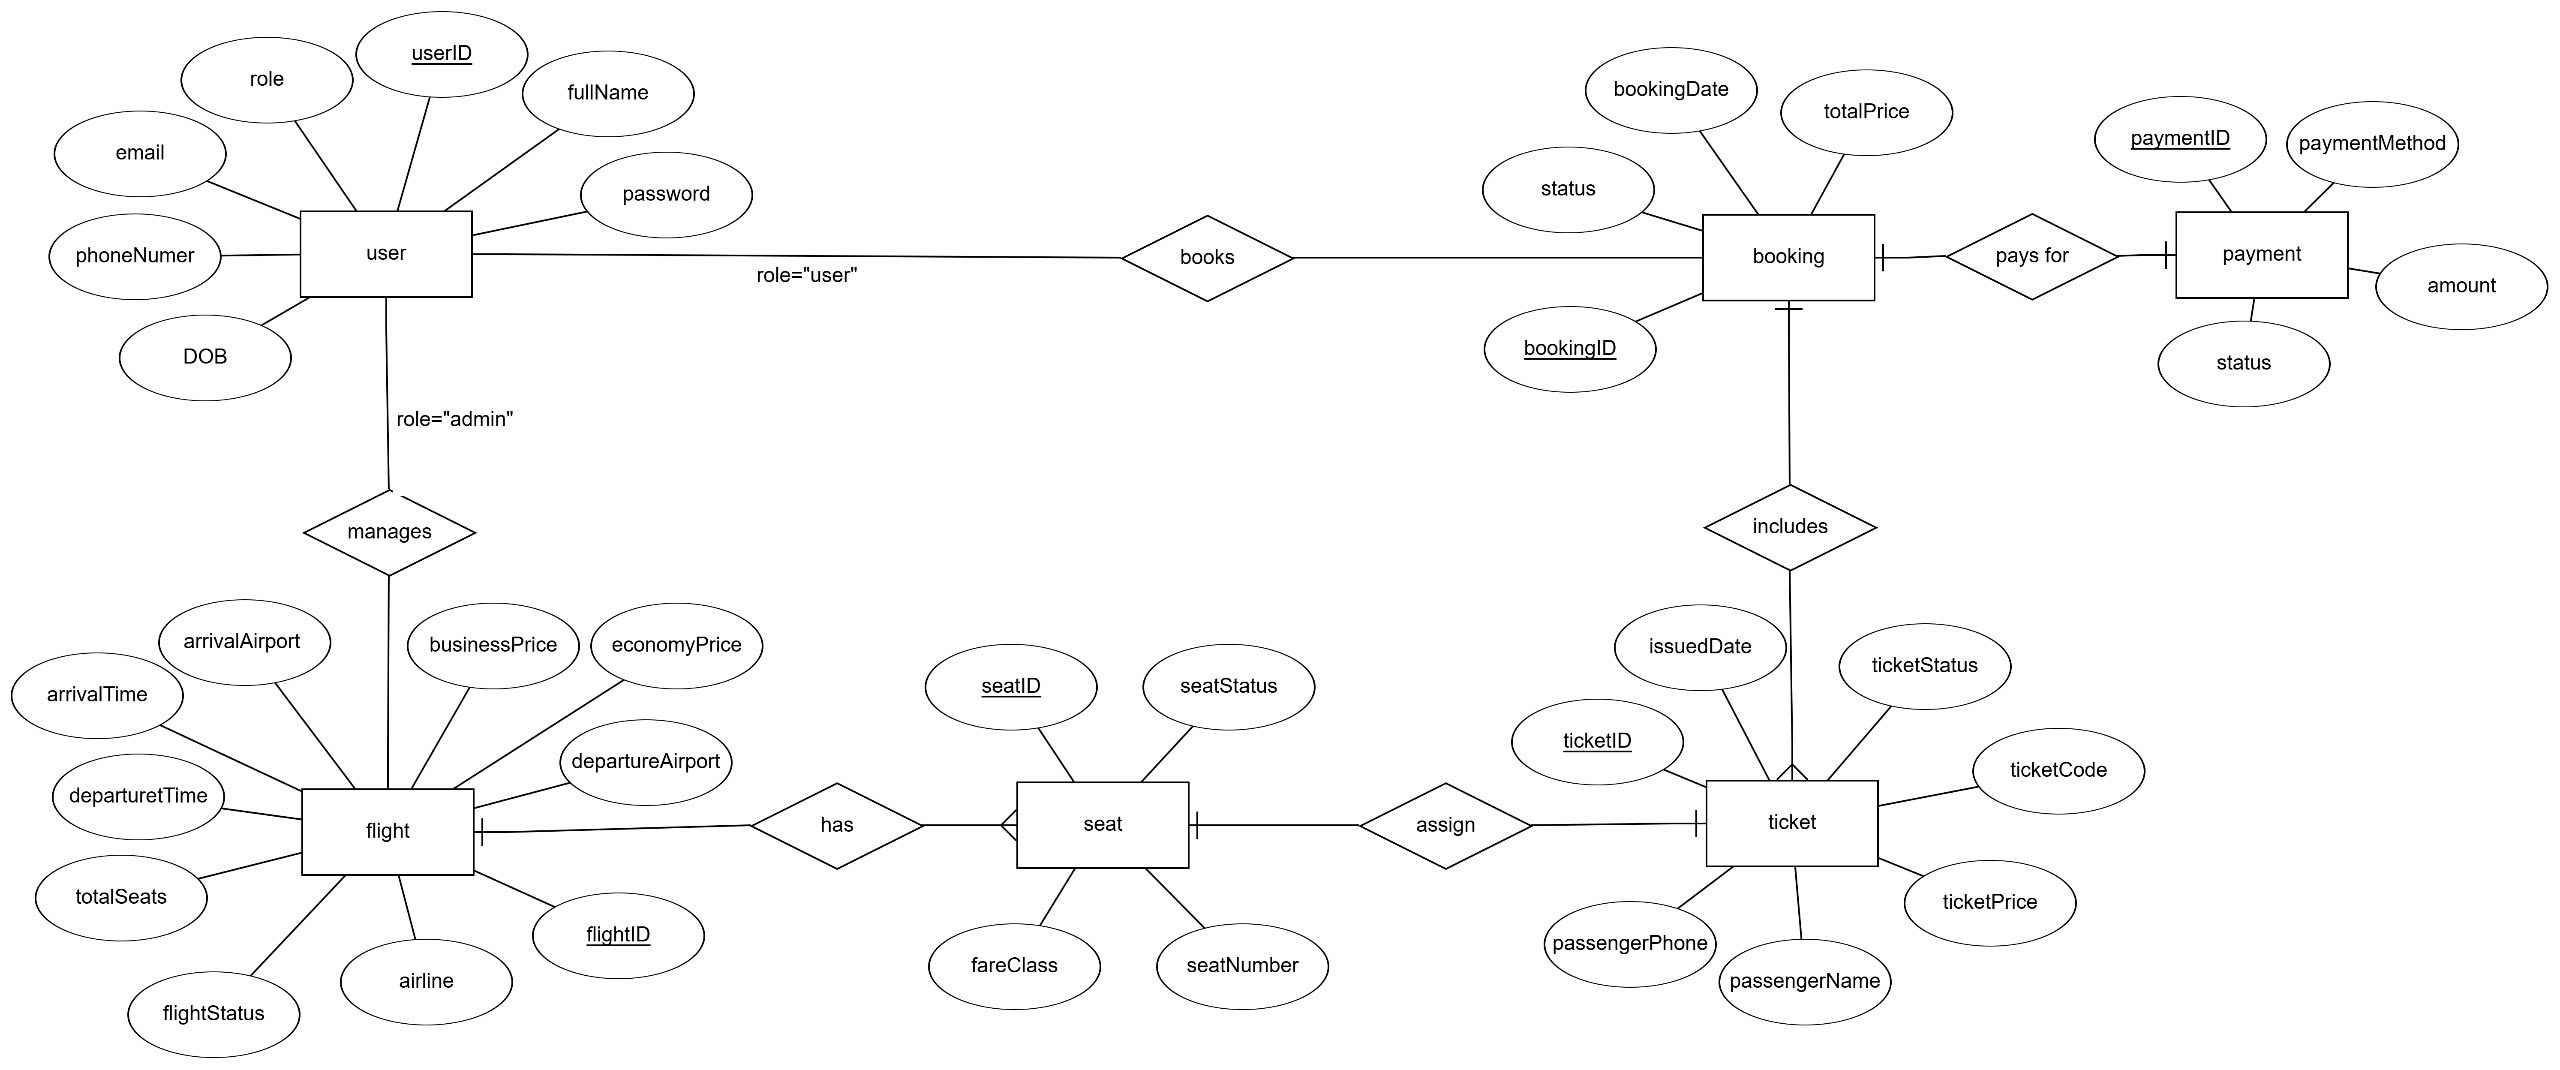 userID
role
fullName
email
password
phoneNumer
user
DOB
role="user"
books
bookingDate
totalPrice
status
booking
bookingID
pays for
paymentID
paymentMethod
payment
amount
status
role="admin"
manages
includes
arrivalAirport
businessPrice
economyPrice
arrivalTime
departureAirport
departuretTime
flight
totalSeats
flightID
airline
flightStatus
has
seatID
seatStatus
seat
fareClass
seatNumber
assign
issuedDate
ticketStatus
ticketID
ticketCode
ticket
ticketPrice
passengerPhone
passengerName